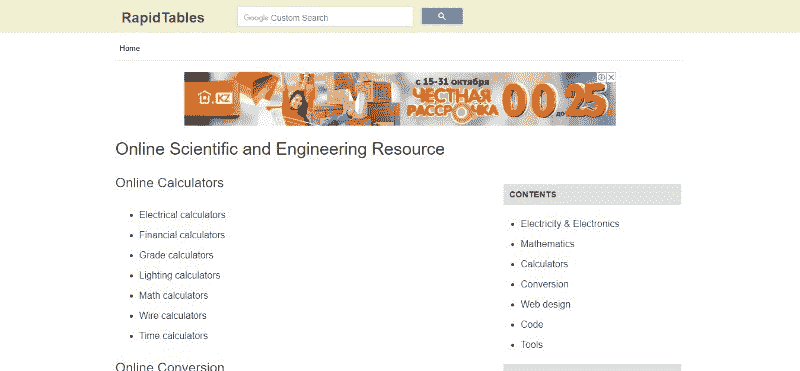 RapidTables
Google Custom Search
Home
.KZ
с 15-31 октября
ЧЕСТНАЯ
РАССРОЧКА
0 0 до 25
Online Scientific and Engineering Resource
Online Calculators
Electrical calculators
Financial calculators
Grade calculators
Lighting calculators
Math calculators
Wire calculators
Time calculators
Online Conversion
CONTENTS
Electricity & Electronics
Mathematics
Calculators
Conversion
Web design
Code
Tools